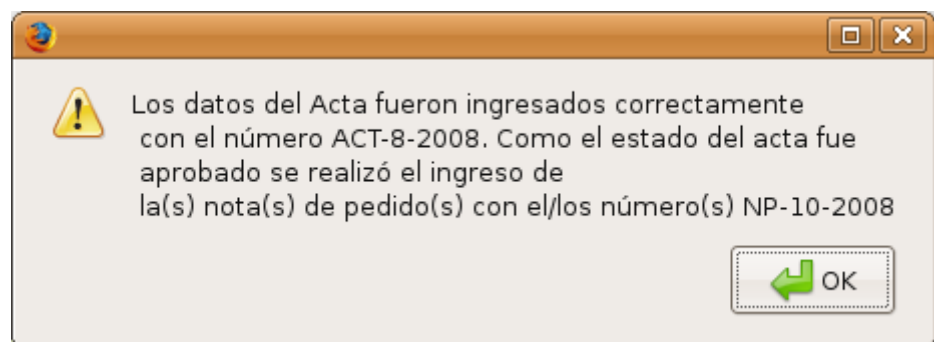 Los datos del Acta fueron ingresados correctamente
con el número ACT-8-2008. Como el estado del acta fue
aprobado se realizó el ingreso de
la(s) nota(s) de pedido(s) con el/los número(s) NP-10-2008
OK